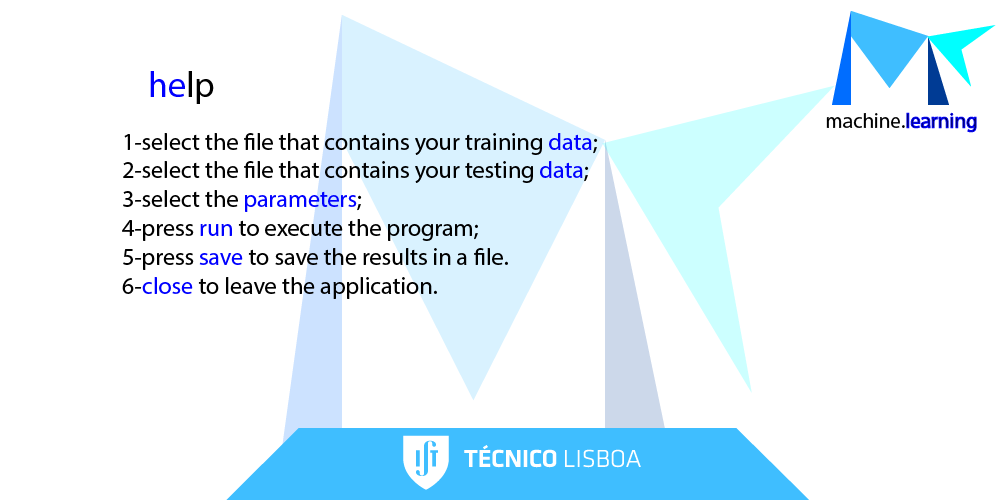 help
machine.learning
1-select the file that contains your training data;
2-select the file that contains your testing data;
3-select the parameters;
4-press run to execute the program;
5-press save to save the results in a file.
6-close to leave the application.
TÉCNICO LISBOA